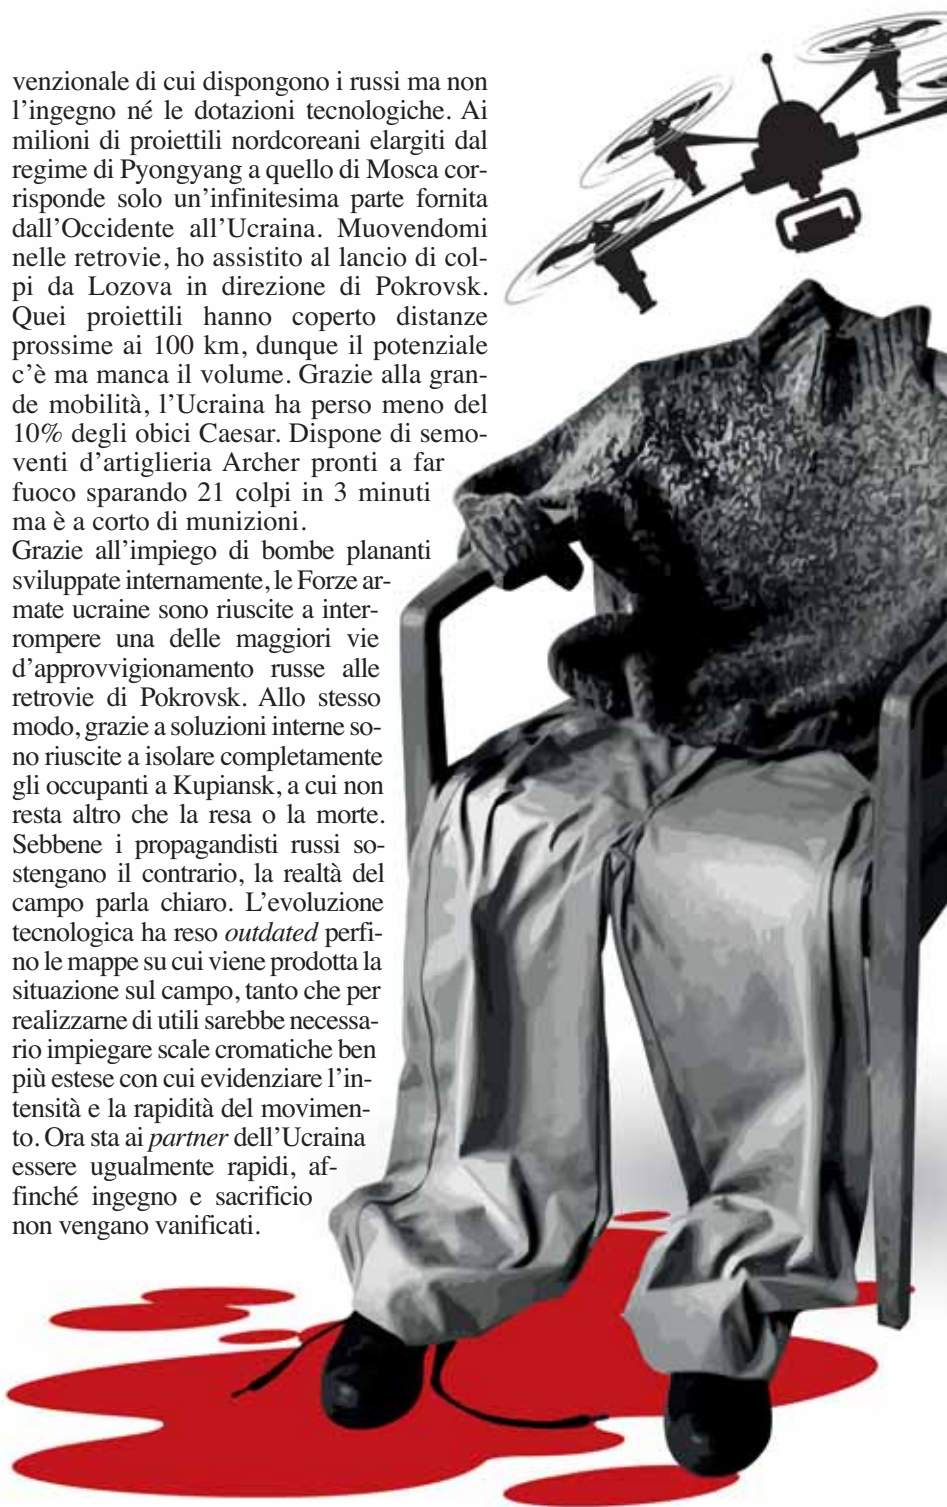 venzionale di cui dispongono i russi ma non
l’ingegno né le dotazioni tecnologiche. Ai
milioni di proiettili nordcoreani elargiti dal
regime di Pyongyang a quello di Mosca cor-
risponde solo un’infinitesima parte fornita
dall’Occidente all’Ucraina. Muovendomi
nelle retrovie, ho assistito al lancio di col-
pi da Lozova in direzione di Pokrovsk.
Quei proiettili hanno coperto distanze
prossime ai 100 km, dunque il potenziale
c’è ma manca il volume. Grazie alla gran-
de mobilità, l’Ucraina ha perso meno del
10% degli obici Caesar. Dispone di semo-
venti d’artiglieria Archer pronti a far
fuoco sparando 21 colpi in 3 minuti
ma è a corto di munizioni.
Grazie all’impiego di bombe plananti
sviluppate internamente, le Forze ar-
mate ucraine sono riuscite a inter-
rompere una delle maggiori vie
d’approvvigionamento russe alle
retrovie di Pokrovsk. Allo stesso
modo, grazie a soluzioni interne so-
no riuscite a isolare completamente
gli occupanti a Kupiansk, a cui non
resta altro che la resa o la morte.
Sebbene i propagandisti russi so-
stengano il contrario, la realtà del
campo parla chiaro. L’evoluzione
tecnologica ha reso outdated perfi-
no le mappe su cui viene prodotta la
situazione sul campo, tanto che per
realizzarne di utili sarebbe necessa-
rio impiegare scale cromatiche ben
più estese con cui evidenziare l’in-
tensità e la rapidità del movimen-
to. Ora sta ai partner dell’Ucraina
essere ugualmente rapidi, af-
finché ingegno e sacrificio
non vengano vanificati.